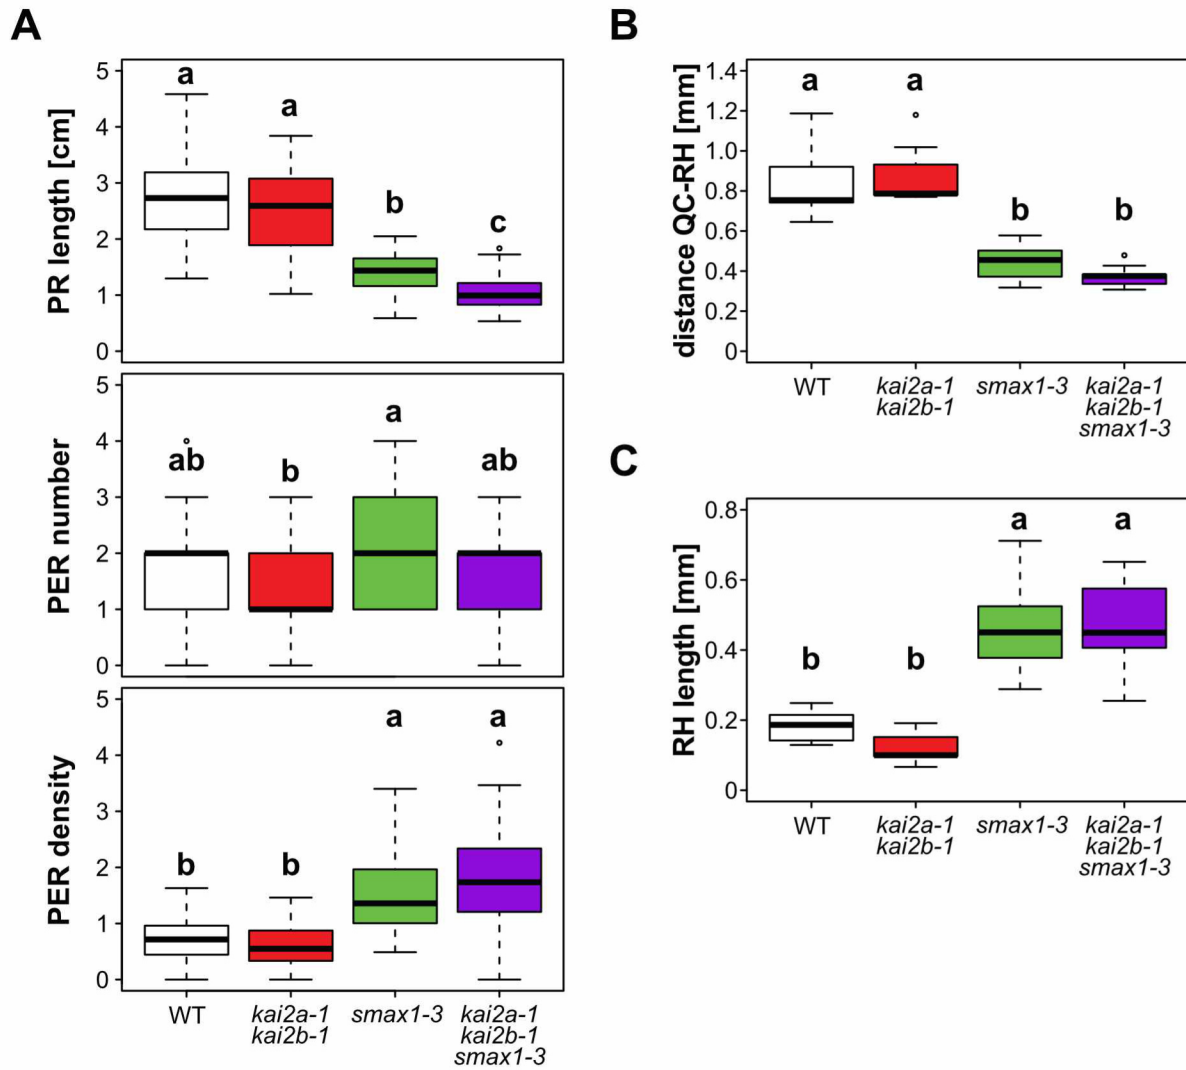 A
PR length [cm]
5
4
3
2
1
0
a
a
b
c
PER number
5
4
3
2
1
0
ab
b
a
ab
PER density
5
4
3
2
1
0
b
b
a
a
WT
kai2a-1
kai2b-1
smax1-3
kai2a-1
kai2b-1
smax1-3
B
distance QC-RH [mm]
1.4
1.2
1.0
0.8
0.6
0.4
0.2
0
a
a
b
b
WT
kai2a-1
kai2b-1
smax1-3
kai2a-1
kai2b-1
smax1-3
C
RH length [mm]
0.8
0.6
0.4
0.2
0
b
b
a
a
WT
kai2a-1
kai2b-1
smax1-3
kai2a-1
kai2b-1
smax1-3